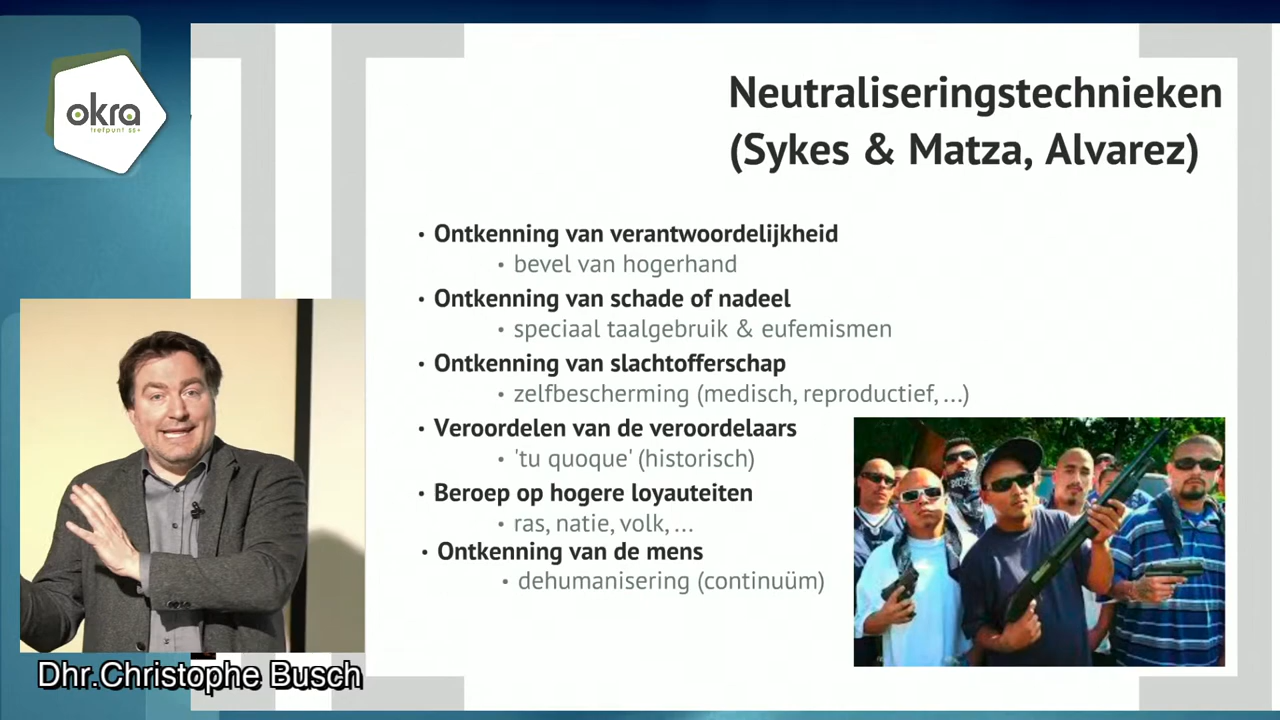 okra
trefpunt 55+
Neutraliseringstechnieken
(Sykes & Matza, Alvarez)
• Ontkenning van verantwoordelijkheid
• bevel van hogerhand
• Ontkenning van schade of nadeel
• speciaal taalgebruik & eufemismen
• Ontkenning van slachtofferschap
• zelfbescherming (medisch, reproductief, ...)
• Veroordelen van de veroordelaars
• 'tu quoque' (historisch)
• Beroep op hogere loyauteiten
• ras, natie, volk, ...
• Ontkenning van de mens
• dehumanisering (continuüm)
Dhr.Christophe Busch